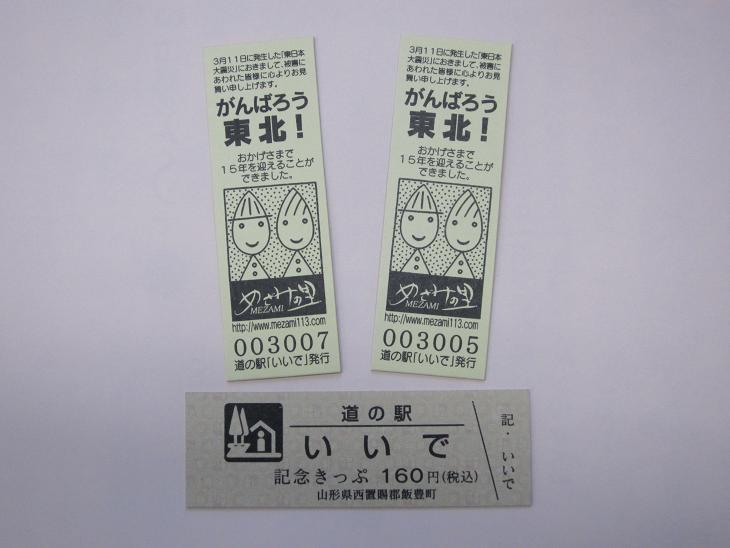 3月11日に発生した「東日本
大震災」におきまして、被害に
あわれた皆様に心よりお見
舞い申し上げます。
がんばろう
東北！
おかげさまで
15年を迎えることが
できました。
めざみの里
MEZAMI
http://www.mezami113.com
003007
道の駅「いいで」発行
3月11日に発生した「東日本
大震災」におきまして、被害に
あわれた皆様に心よりお見
舞い申し上げます。
がんばろう
東北！
おかげさまで
15年を迎えることが
できました。
めざみの里
MEZAMI
http://www.mezami113.com
003005
道の駅「いいで」発行
道の駅
いいで
記念きっぷ 160円(税込)
山形県西置賜郡飯豊町
記・いいで